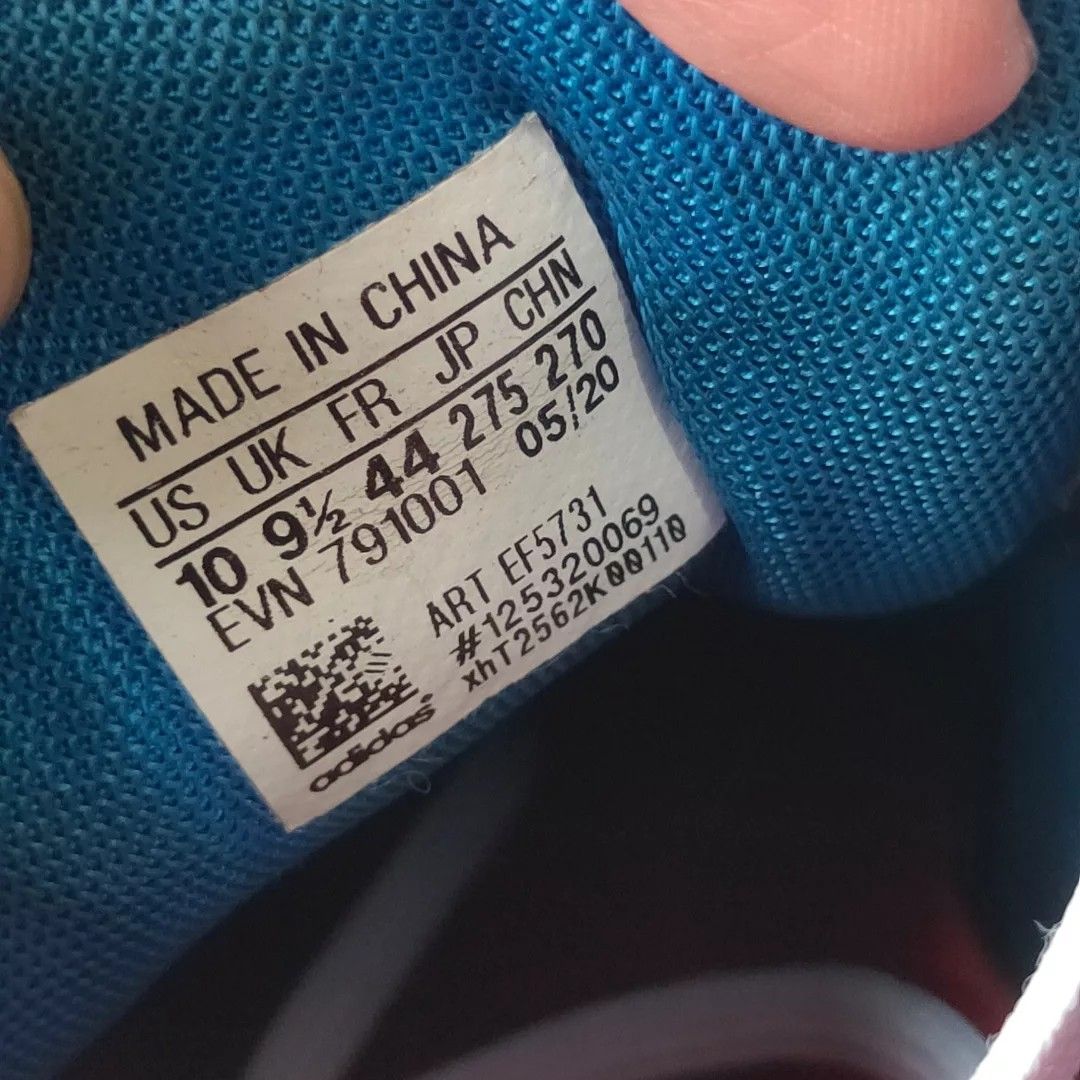 MADE IN CHINA
US UK FR JP CHN
10 9½ 44 275 270
EVN 791001 05/20
ART EF5731
#125320069
xhT2562K00110
adidas